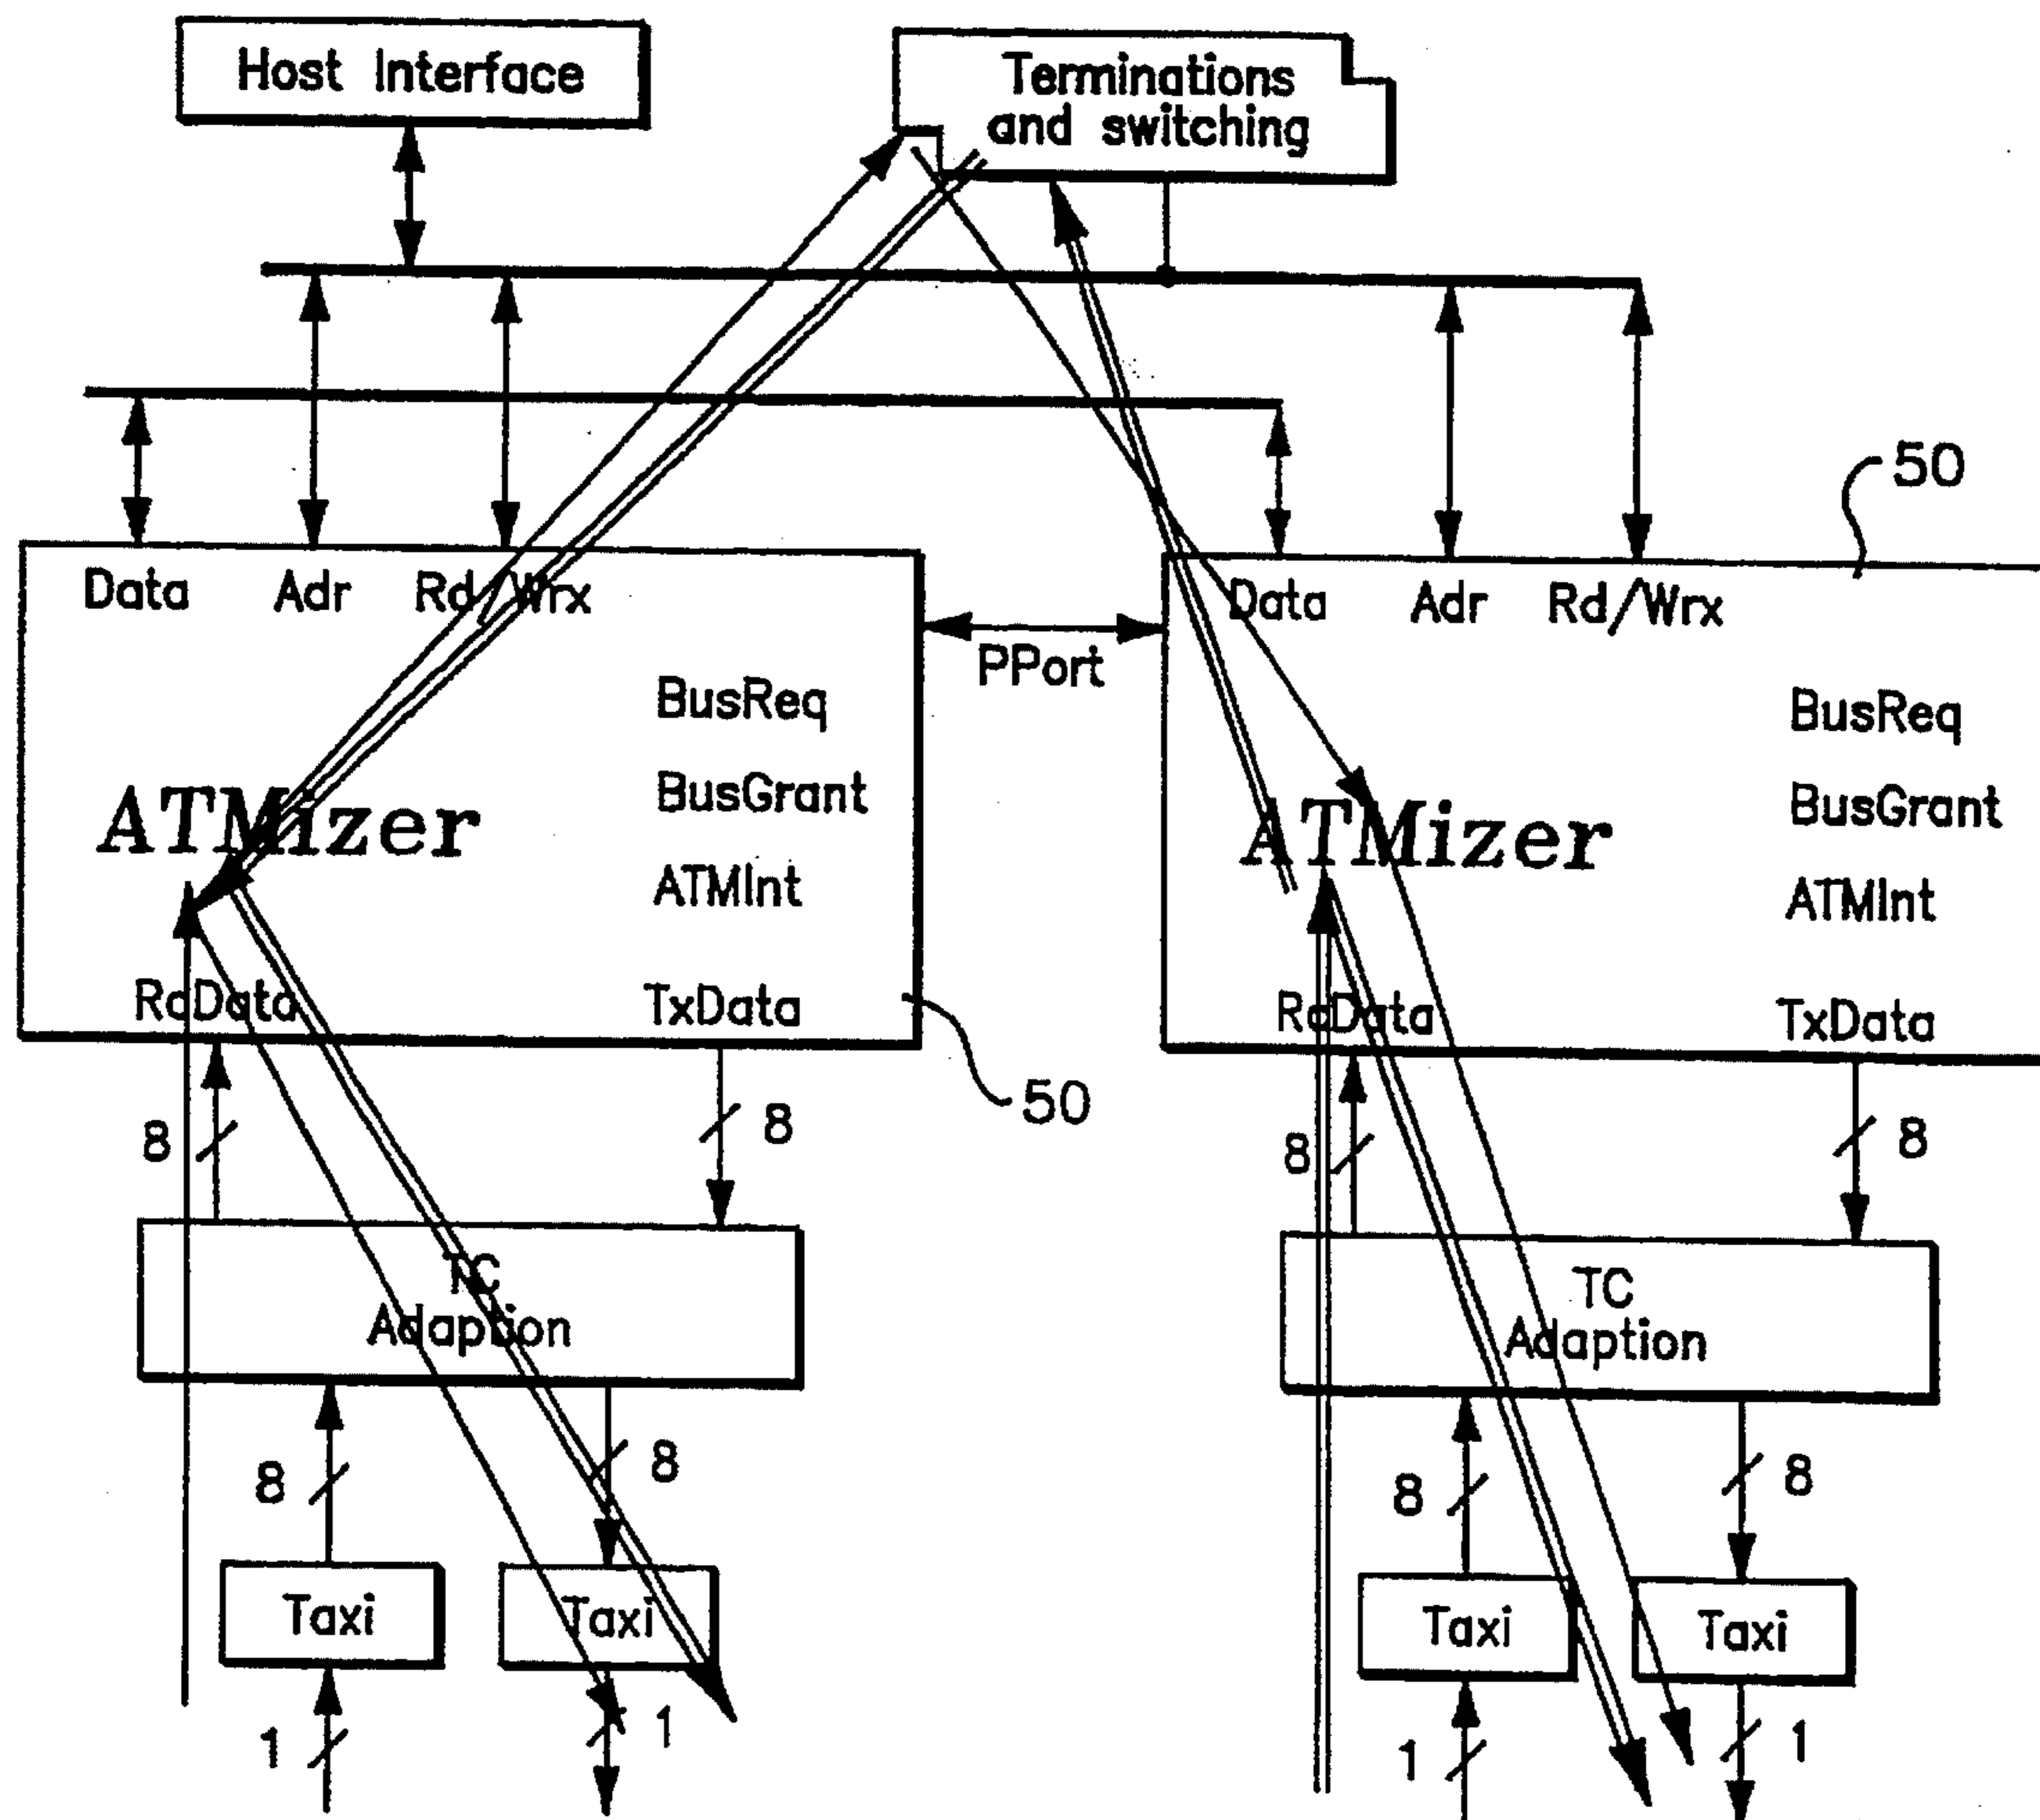 Host Interface
Terminations
and switching
50
Data Adr Rd/Wrx
Data Adr Rd/Wrx
PPort
BusReq
BusReq
BusGrant
BusGrant
ATMizer
ATMizer
ATMInt
ATMInt
RcData TxData
RcData TxData
50
8 8
8 8
TC
Adaption
TC
Adaption
8 8
8 8
Taxi Taxi
Taxi Taxi
1 1
1 1